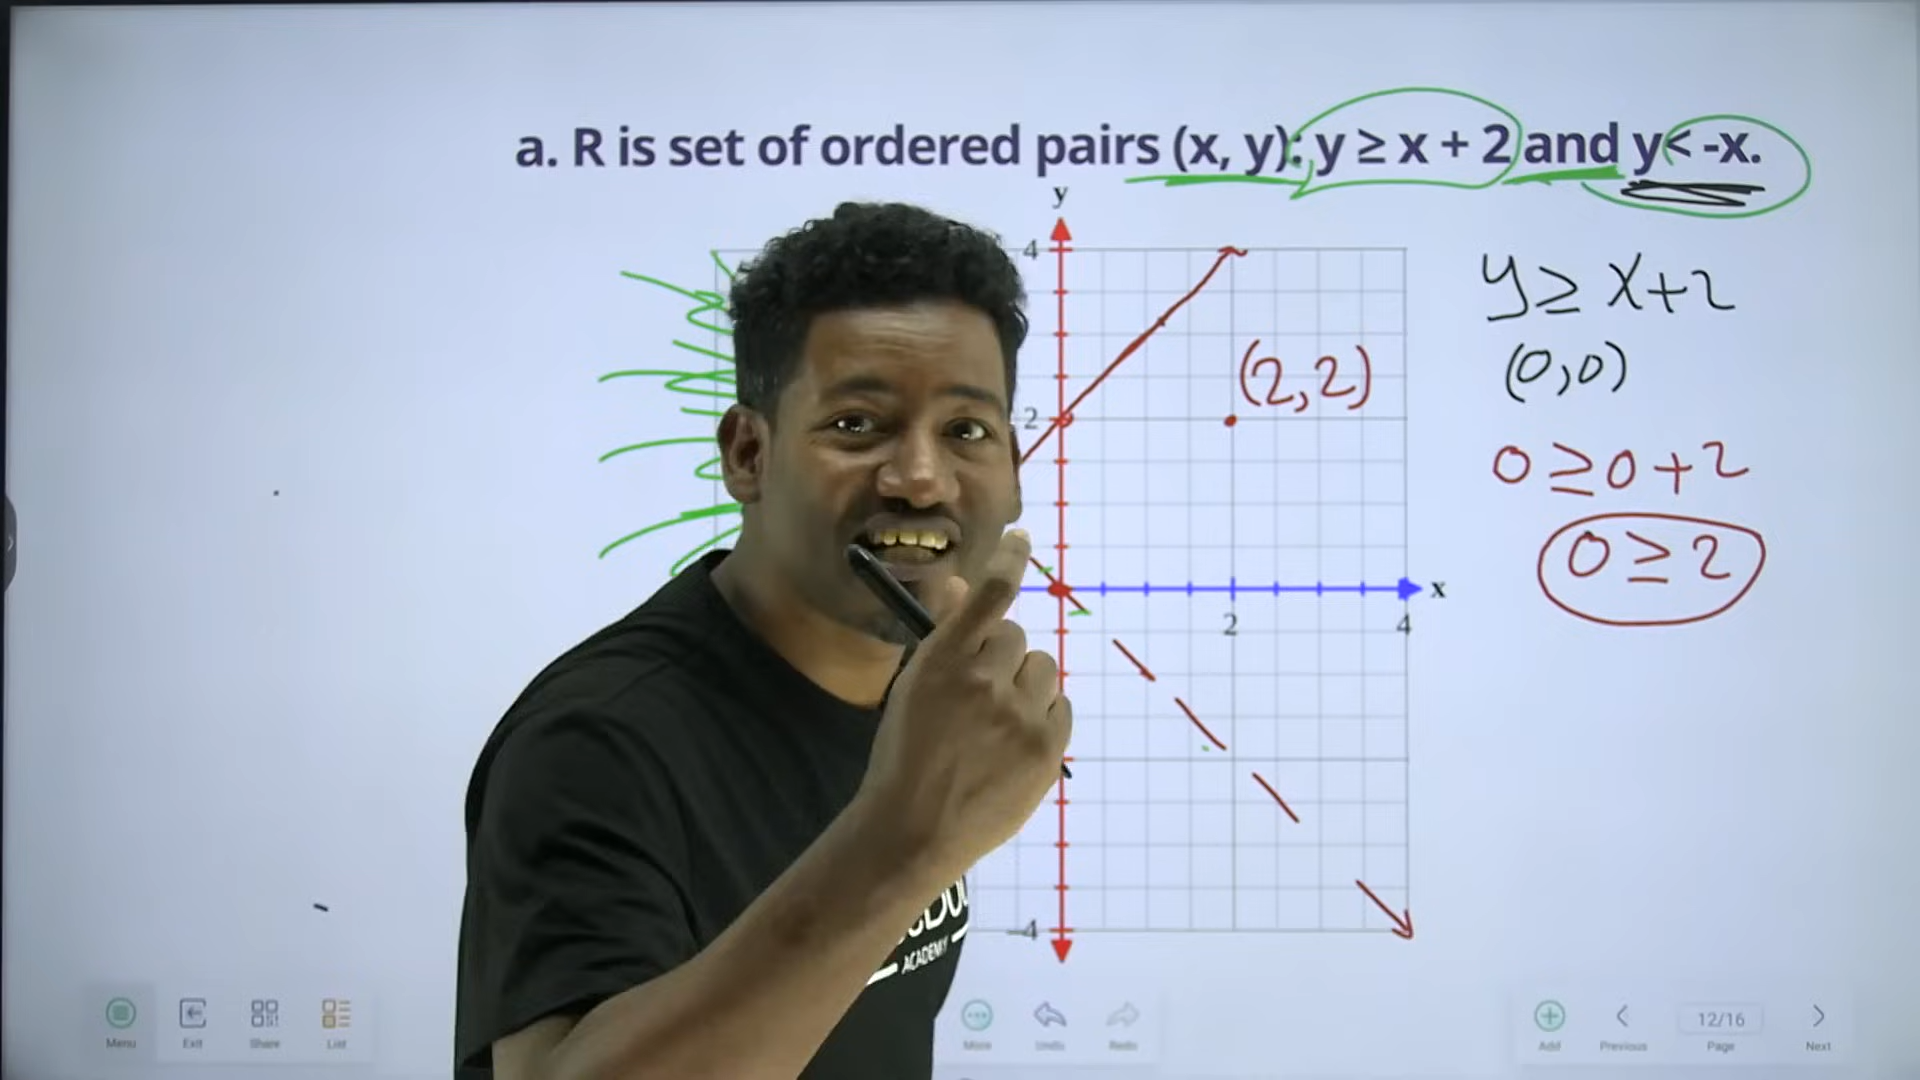 a. R is set of ordered pairs (x, y): y ≥ x + 2 and y< -x.
y
4
y ≥ x+2
(2,2)
(0,0)
2
0 ≥ 0+2
0 ≥ 2
x
2
4
-4
ACADEMY
Menu
Exit
Share
List
More
Undo
Redo
Add
Previous
12/16
Page
Next